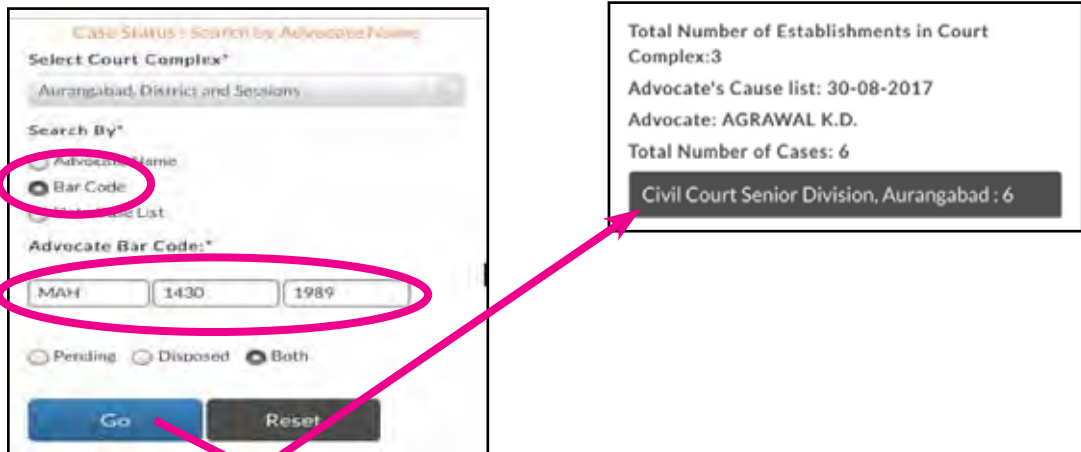 Case Status : Search by Advocate Name
Select Court Complex*
Aurangabad, District and Sessions
Search By*
Advocate Name
Bar Code
List
Advocate Bar Code:*
MAH 1430 1989
Pending Disposed Both
Go Reset
Total Number of Establishments in Court
Complex:3
Advocate's Cause list: 30-08-2017
Advocate: AGRAWAL K.D.
Total Number of Cases: 6
Civil Court Senior Division, Aurangabad : 6